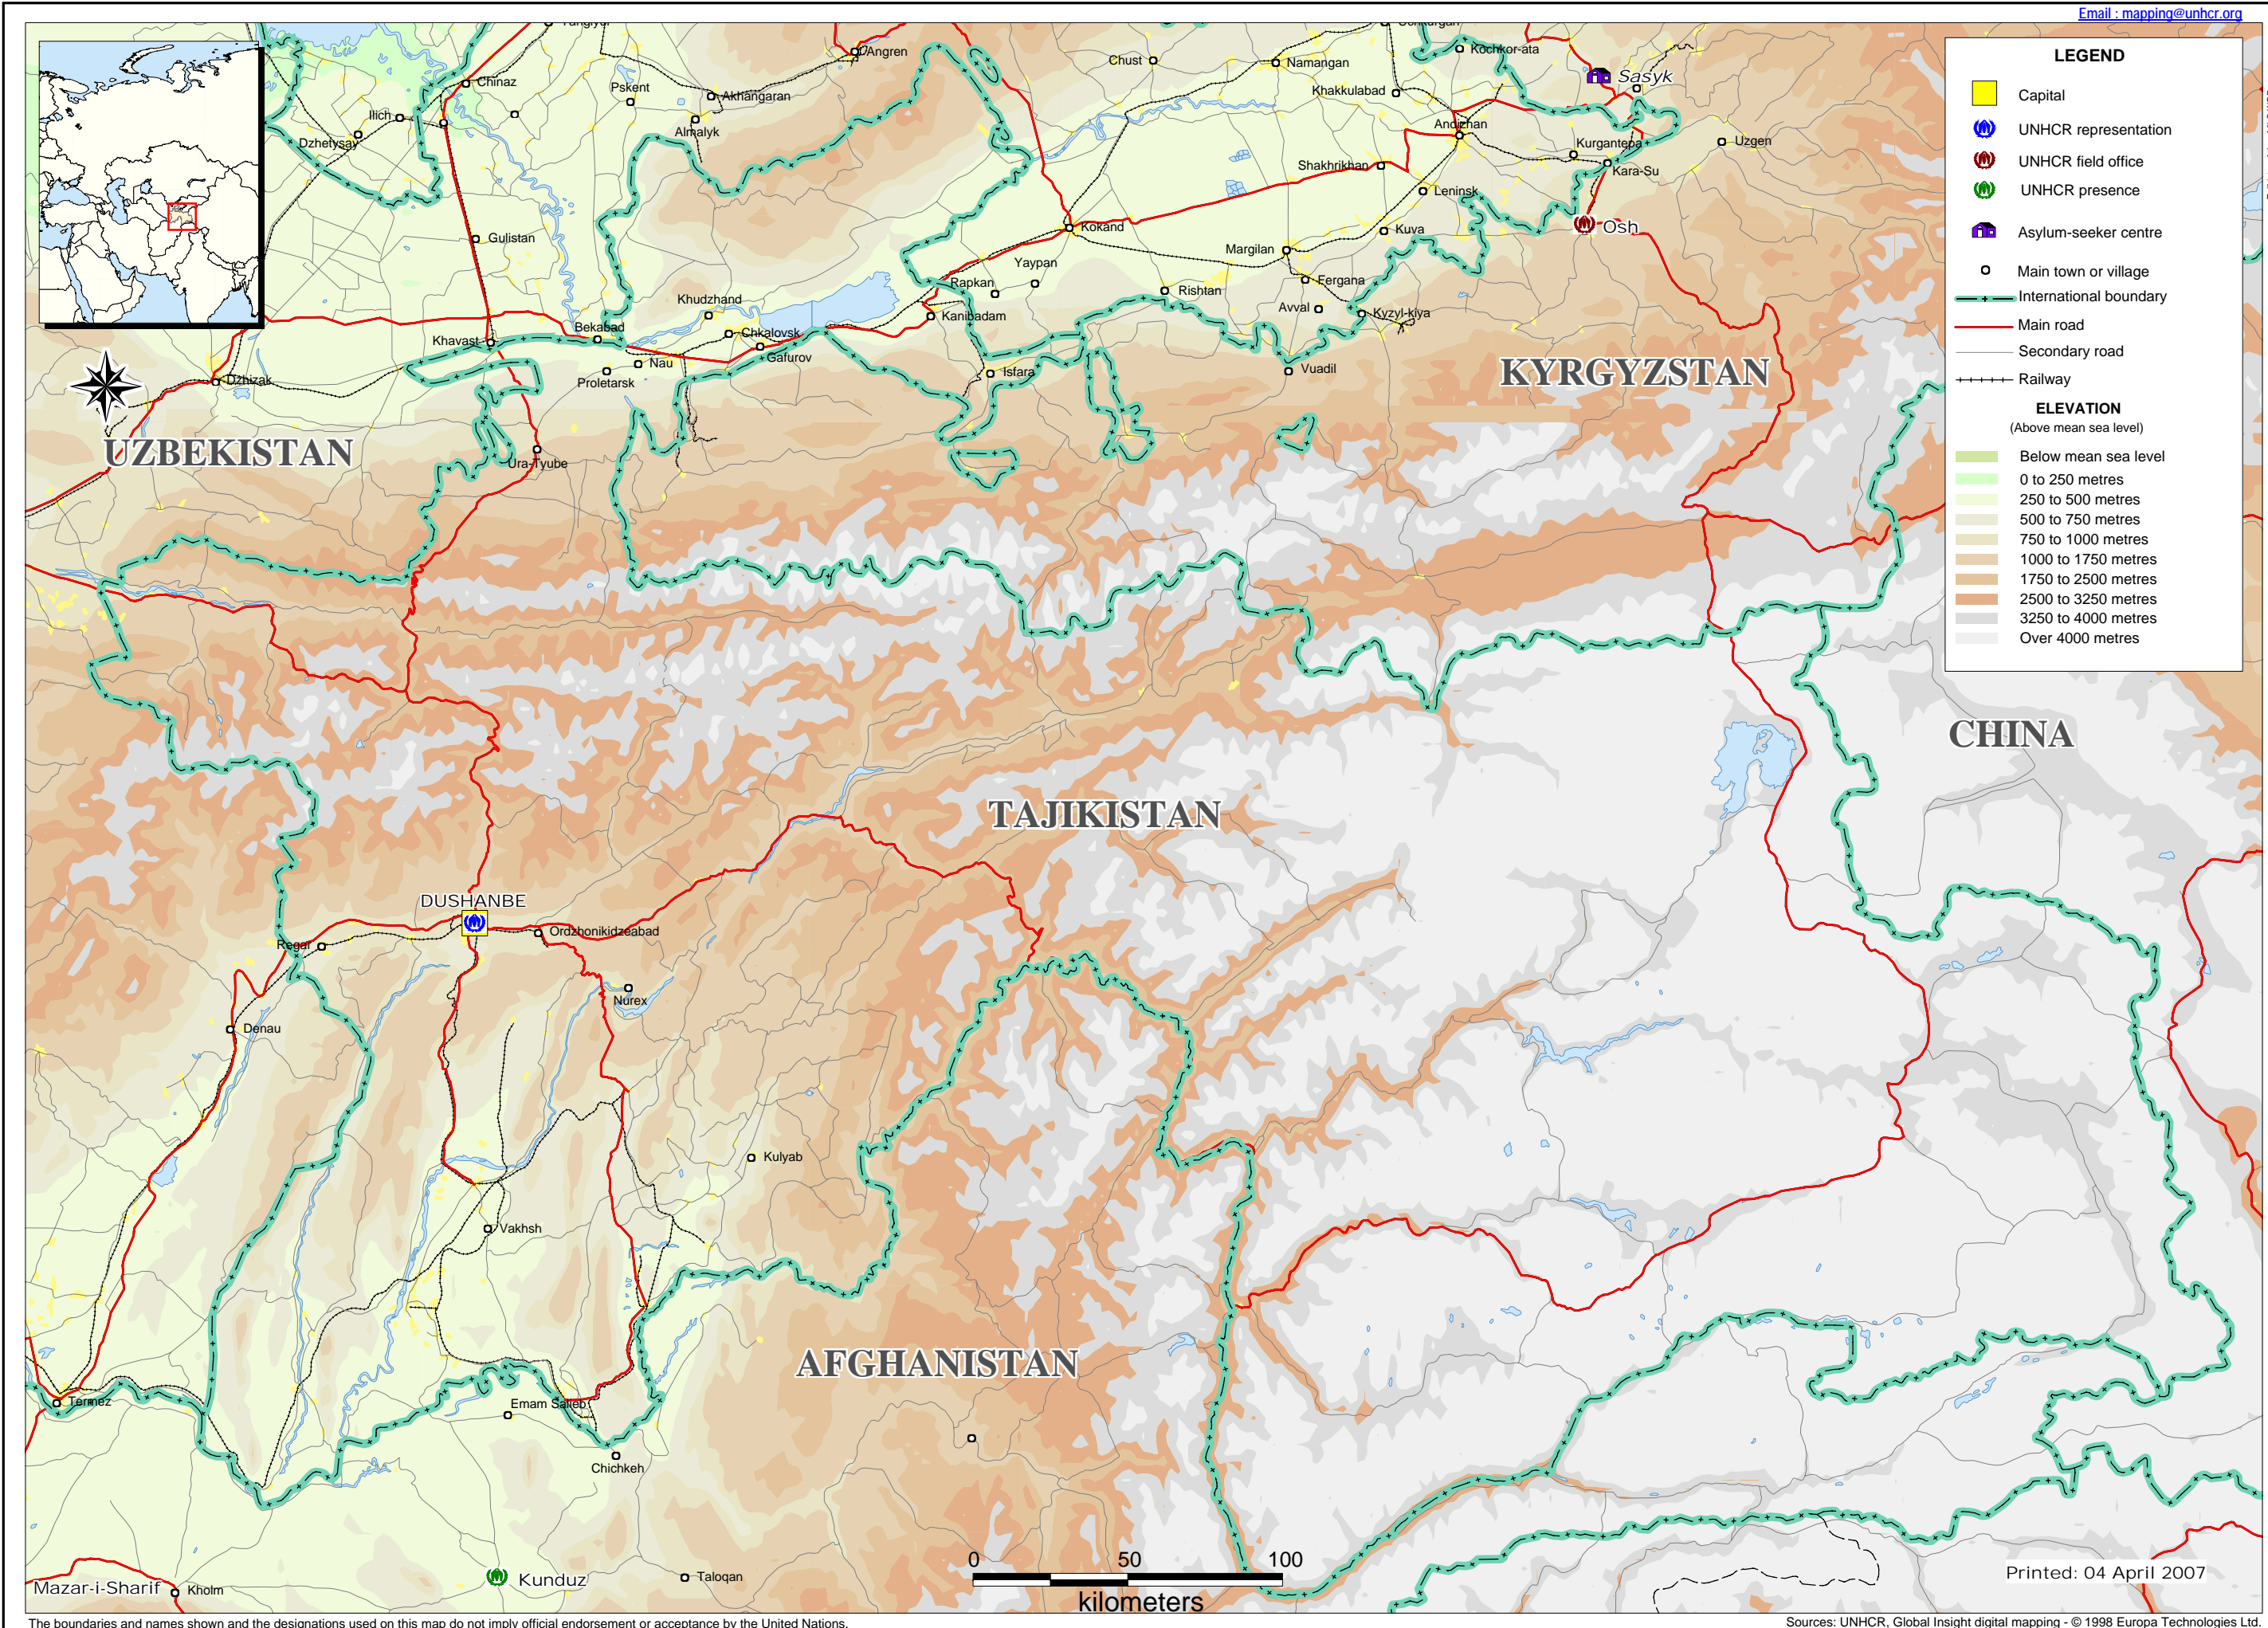 Email : mapping@unhcr.org
LEGEND
Capital
UNHCR representation
UNHCR field office
UNHCR presence
Asylum-seeker centre
Main town or village
International boundary
Main road
Secondary road
Railway
ELEVATION
(Above mean sea level)
Below mean sea level
0 to 250 metres
250 to 500 metres
500 to 750 metres
750 to 1000 metres
1000 to 1750 metres
1750 to 2500 metres
2500 to 3250 metres
3250 to 4000 metres
Over 4000 metres
Angren
Chust
Namangan
Kochkor-ata
Sasyk
Chinaz
Pskent
Akhangaran
Khakkulabad
Ilich
Dzhetysay
Almalyk
Andizhan
Kurgantepa
Uzgen
Shakhrikhan
Kara-Su
Leninsk
Gulistan
Kokand
Kuva
Osh
Margilan
Yaypan
Rapkan
Rishtan
Fergana
Khudzhand
Kanibadam
Avval
Kyzyl-kiya
Bekabad
Chkalovsk
Khavast
Gafurov
Nau
Proletarsk
Isfara
Vuadil
Dzhizak
KYRGYZSTAN
UZBEKISTAN
Ura-Tyube
CHINA
TAJIKISTAN
DUSHANBE
Ordzhonikidzeabad
Regar
Nurex
Denau
Kulyab
Vakhsh
AFGHANISTAN
Termez
Emam Saheb
Chichkeh
0 50 100
kilometers
Printed: 04 April 2007
Mazar-i-Sharif
Kholm
Kunduz
Taloqan
The boundaries and names shown and the designations used on this map do not imply official endorsement or acceptance by the United Nations.
Sources: UNHCR, Global Insight digital mapping - © 1998 Europa Technologies Ltd.